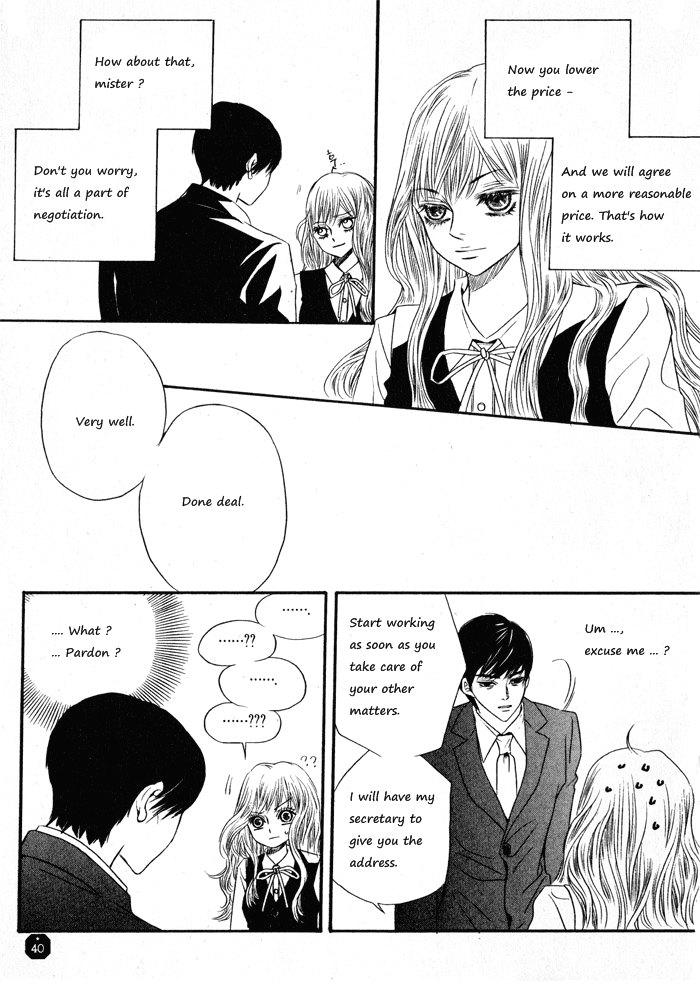 How about that,
mister ?
Don't you worry,
it's all a part of
negotiation.
Now you lower
the price -
And we will agree
on a more reasonable
price. That's how
it works.
Very well.
Done deal.
.... What ?
... Pardon ?
.......
......??
.......
......???
??
Start working
as soon as you
take care of
your other
matters.
I will have my
secretary to
give you the
address.
Um ...,
excuse me ... ?
40